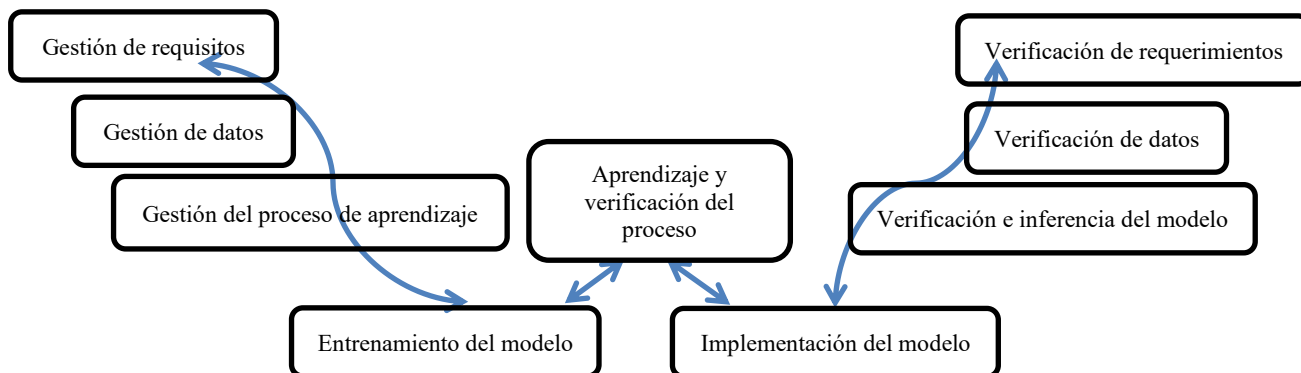 Gestión de requisitos
Gestión de datos
Gestión del proceso de aprendizaje
Entrenamiento del modelo
Aprendizaje y
verificación del
proceso
Implementación del modelo
Verificación e inferencia del modelo
Verificación de datos
Verificación de requerimientos